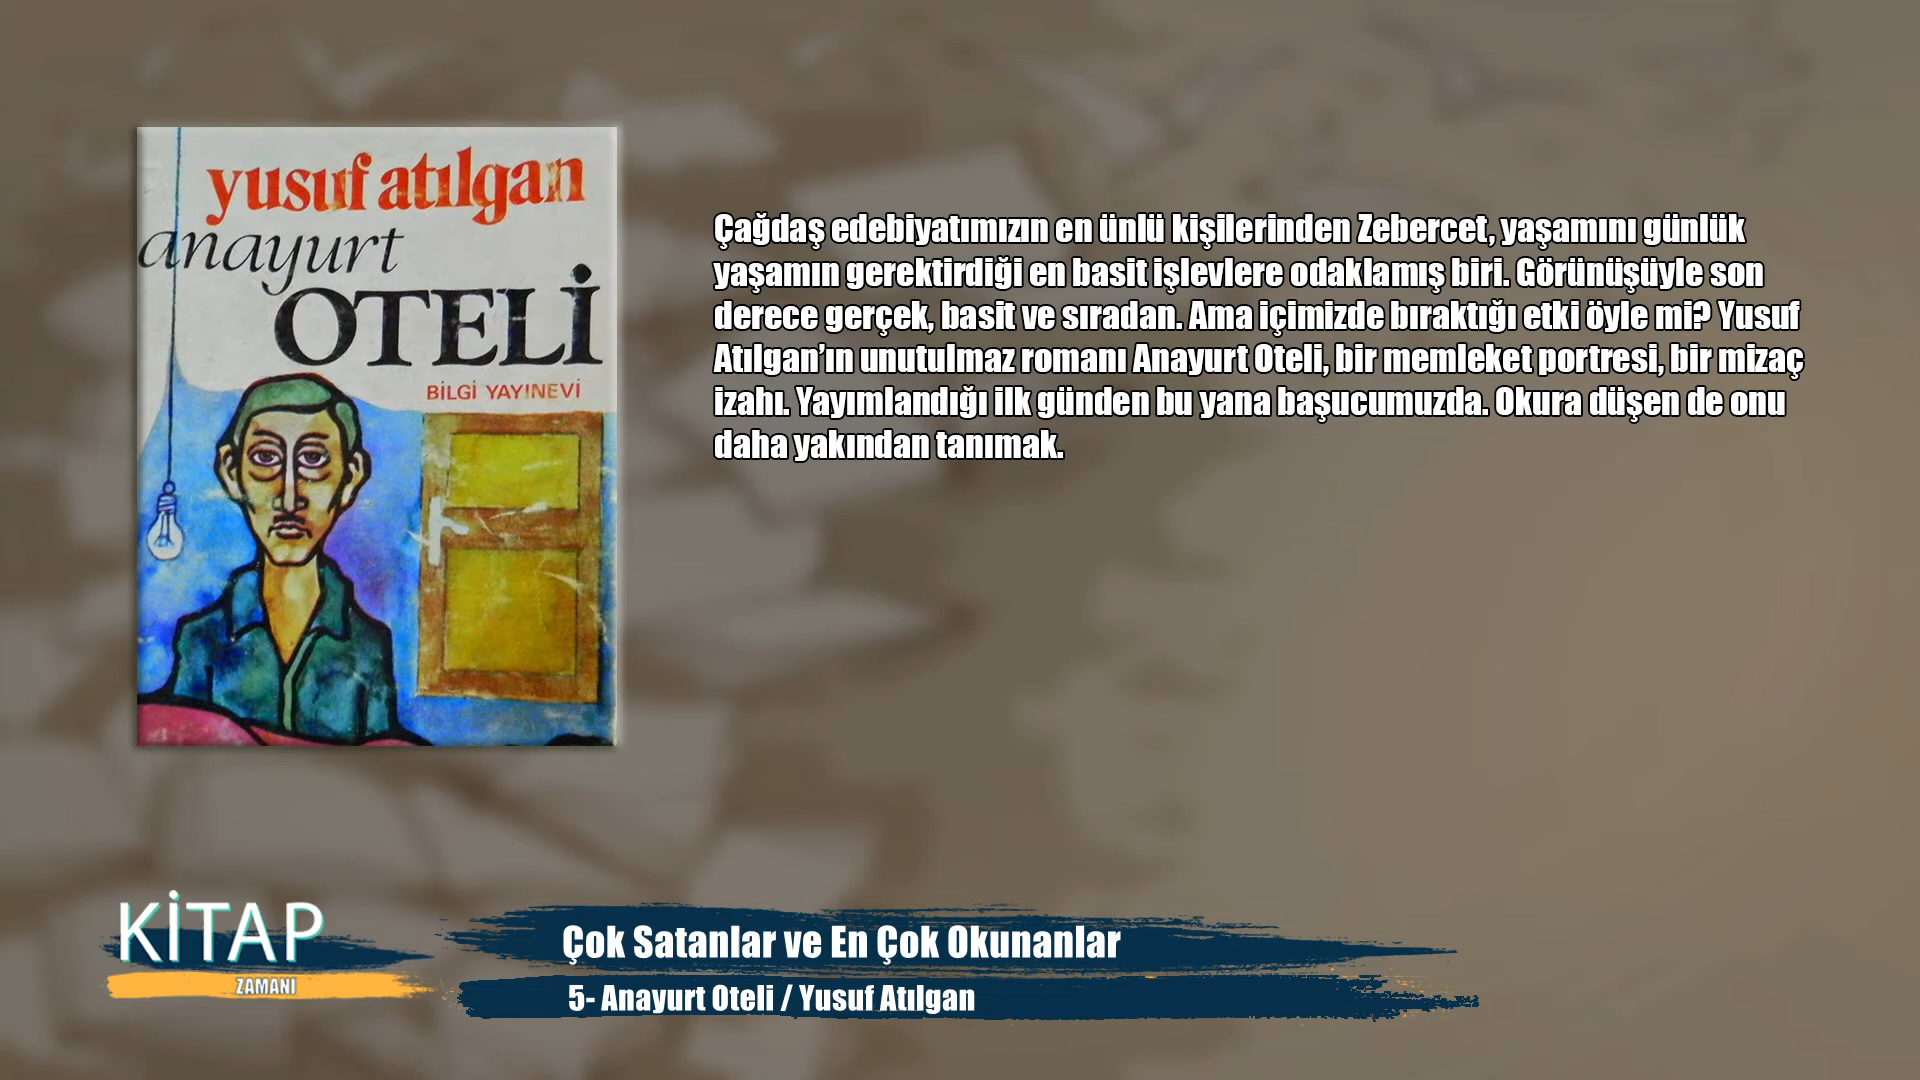 yusuf atılgan
anayurt
OTELİ
BİLGİ YAYINEVİ
Çağdaş edebiyatımızın en ünlü kişilerinden Zebercet, yaşamını günlük
yaşamın gerektirdiği en basit işlevlere odaklamış biri. Görünüşüyle son
derece gerçek, basit ve sıradan. Ama içimizde bıraktığı etki öyle mi? Yusuf
Atılgan’ın unutulmaz romanı Anayurt Oteli, bir memleket portresi, bir mizaç
izahı. Yayımlandığı ilk günden bu yana başucumuzda. Okura düşen de onu
daha yakından tanımak.
KİTAP
ZAMANI
Çok Satanlar ve En Çok Okunanlar
5- Anayurt Oteli / Yusuf Atılgan